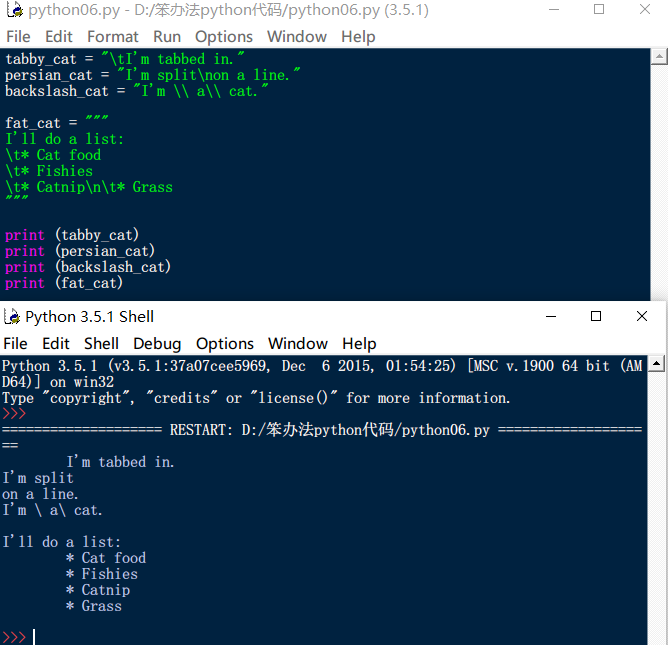 python06.py - D:/笨办法python代码/python06.py (3.5.1)
File Edit Format Run Options Window Help
tabby_cat = "\tI'm tabbed in."
persian_cat = "I'm split\non a line."
backslash_cat = "I'm \\ a\\ cat."
fat_cat = """
I'll do a list:
\t* Cat food
\t* Fishies
\t* Catnip\n\t* Grass
"""
print (tabby_cat)
print (persian_cat)
print (backslash_cat)
print (fat_cat)
Python 3.5.1 Shell
File Edit Shell Debug Options Window Help
Python 3.5.1 (v3.5.1:37a07cee5969, Dec  6 2015, 01:54:25) [MSC v.1900 64 bit (AM
D64)] on win32
Type "copyright", "credits" or "license()" for more information.
>>>
==================== RESTART: D:/笨办法python代码/python06.py ==================
==
        I'm tabbed in.
I'm split
on a line.
I'm \ a\ cat.
I'll do a list:
        * Cat food
        * Fishies
        * Catnip
        * Grass
>>>